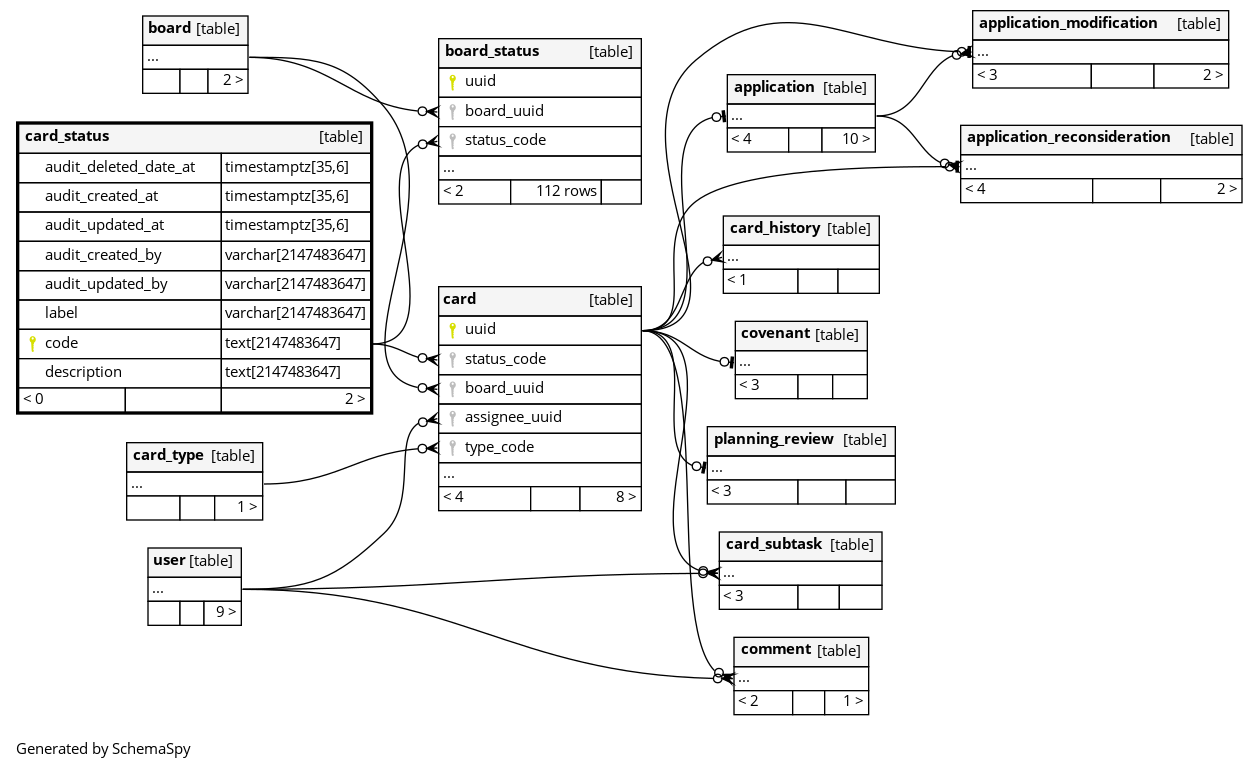 board [table]
...
2 >
card_status [table]
audit_deleted_date_at timestamptz[35,6]
audit_created_at timestamptz[35,6]
audit_updated_at timestamptz[35,6]
audit_created_by varchar[2147483647]
audit_updated_by varchar[2147483647]
label varchar[2147483647]
code text[2147483647]
description text[2147483647]
< 0 2 >
card_type [table]
...
1 >
user [table]
...
9 >
board_status [table]
uuid
board_uuid
status_code
...
< 2 112 rows
card [table]
uuid
status_code
board_uuid
assignee_uuid
type_code
...
< 4 8 >
application [table]
...
< 4 10 >
card_history [table]
...
< 1
covenant [table]
...
< 3
planning_review [table]
...
< 3
card_subtask [table]
...
< 3
comment [table]
...
< 2 1 >
application_modification [table]
...
< 3 2 >
application_reconsideration [table]
...
< 4 2 >
Generated by SchemaSpy